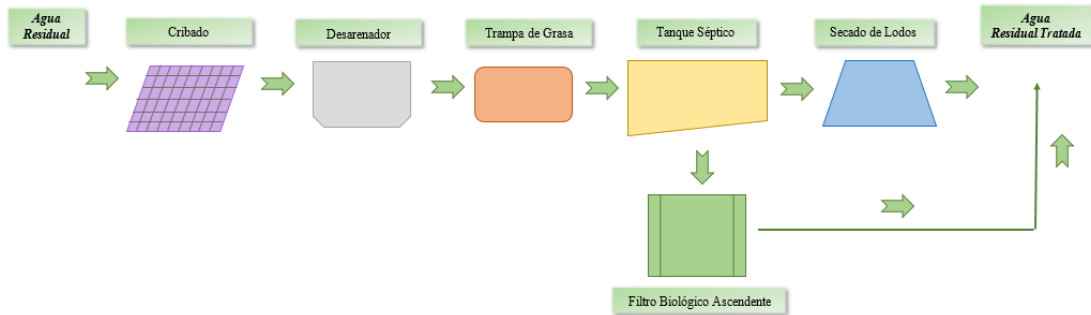 Agua
Residual
Cribado
Desarenador
Trampa de Grasa
Tanque Séptico
Secado de Lodos
Agua
Residual Tratada
Filtro Biológico Ascendente